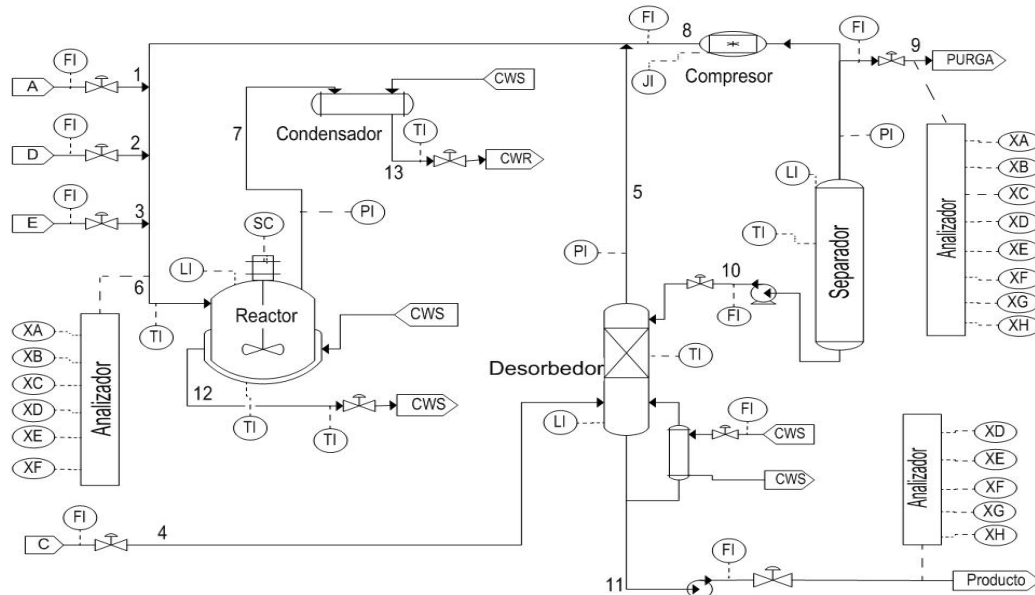 FI
8
FI
9
PURGA
FI
A
1
CWS
JI
Compresor
7
Condensador
TI
PI
XA
FI
D
2
13
CWR
LI
XB
XC
FI
E
3
SC
PI
5
TI
Separador
Analizador
XD
XE
XF
XG
XH
6
LI
PI
10
FI
Reactor
CWS
TI
XA
XB
XC
XD
XE
XF
Analizador
12
TI
TI
CWS
Desorbedor
TI
LI
FI
CWS
CWS
Analizador
XD
XE
XF
XG
XH
FI
C
4
11
FI
Producto